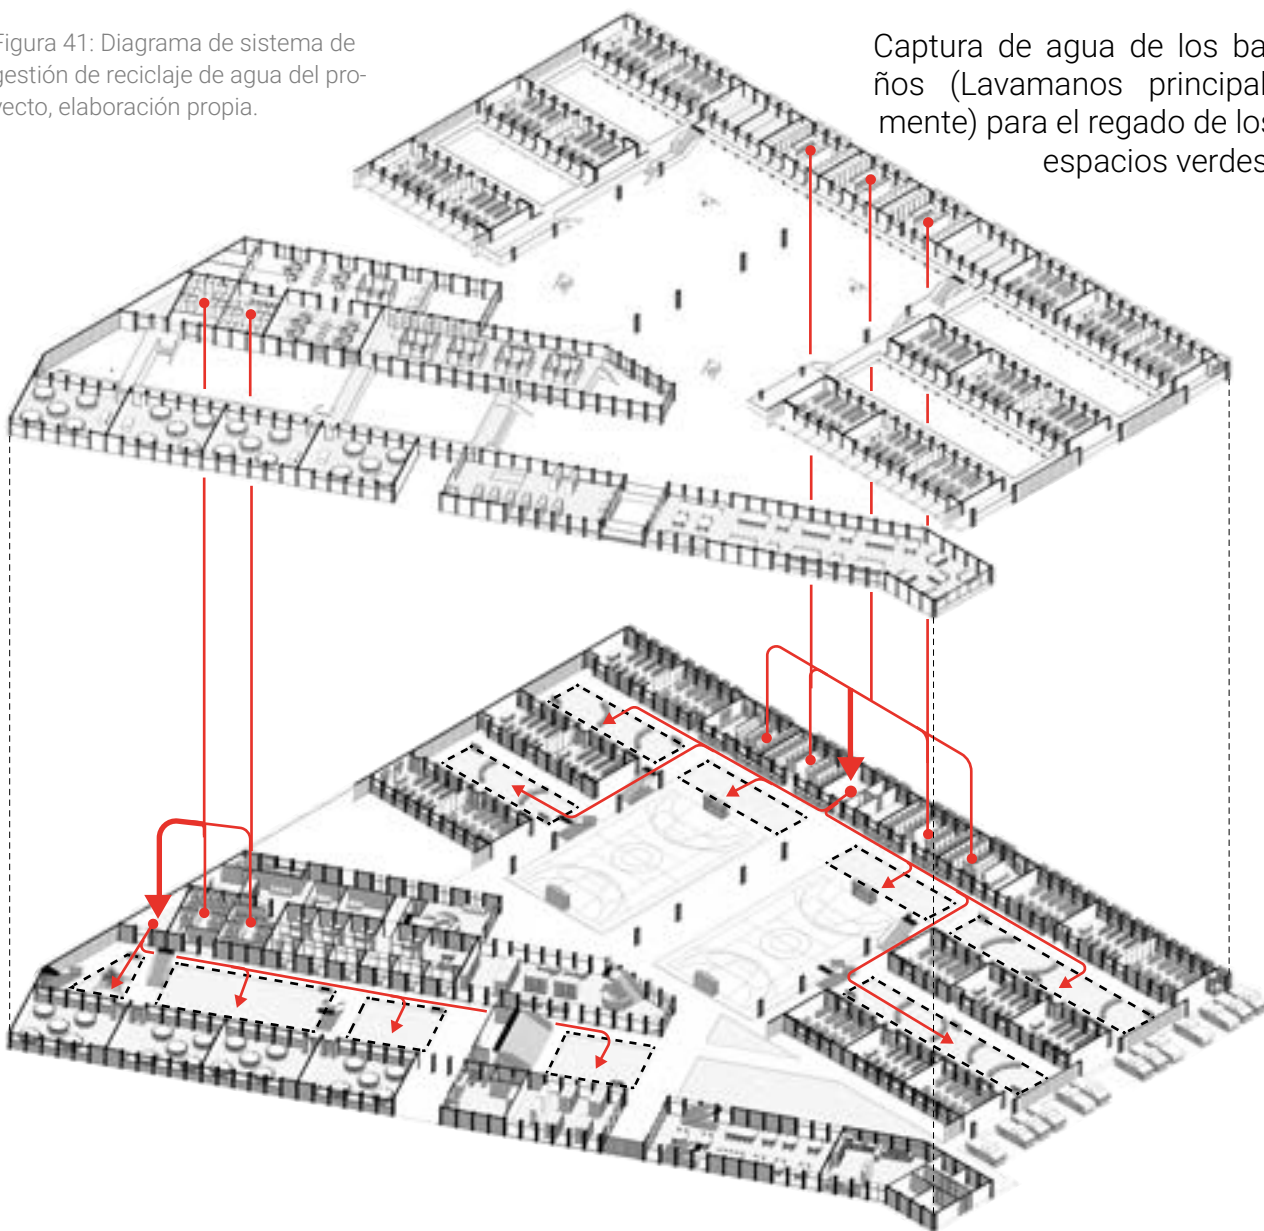 Figura 41: Diagrama de sistema de
gestión de reciclaje de agua del pro-
yecto, elaboración propia.
Captura de agua de los ba
ños (Lavamanos principal
mente) para el regado de los
espacios verdes